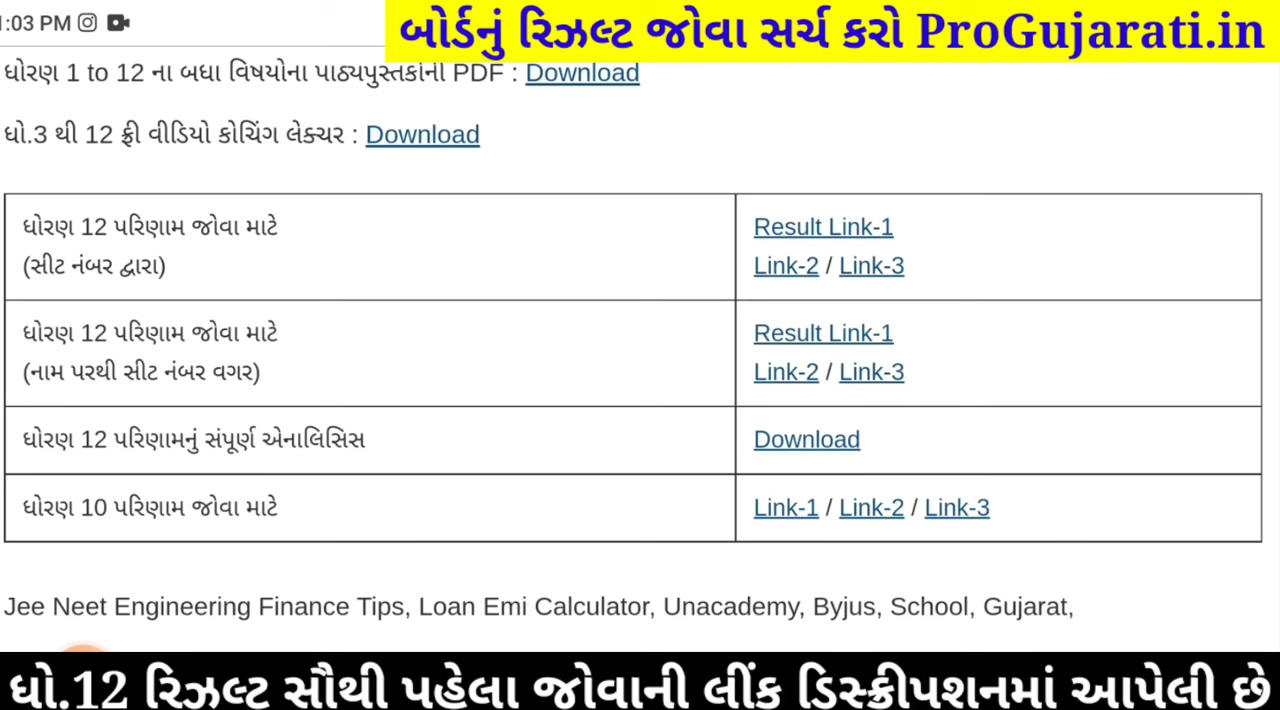 1:03 PM
બોર્ડનું રિઝલ્ટ જોવા સર્ચ કરો ProGujarati.in
ધોરણ 1 to 12 ના બધા વિષયોના પાઠ્યપુસ્તકોની PDF : Download
ધો.3 થી 12 ફ્રી વીડિયો કોચિંગ લેક્ચર : Download
ધોરણ 12 પરિણામ જોવા માટે Result Link-1
(સીટ નંબર દ્વારા) Link-2 / Link-3
ધોરણ 12 પરિણામ જોવા માટે Result Link-1
(નામ પરથી સીટ નંબર વગર) Link-2 / Link-3
ધોરણ 12 પરિણામનું સંપૂર્ણ એનાલિસિસ Download
ધોરણ 10 પરિણામ જોવા માટે Link-1 / Link-2 / Link-3
Jee Neet Engineering Finance Tips, Loan Emi Calculator, Unacademy, Byjus, School, Gujarat,
ધો.12 રિઝલ્ટ સૌથી પહેલા જોવાની લીંક ડિસ્ક્રીપશનમાં આપેલી છે